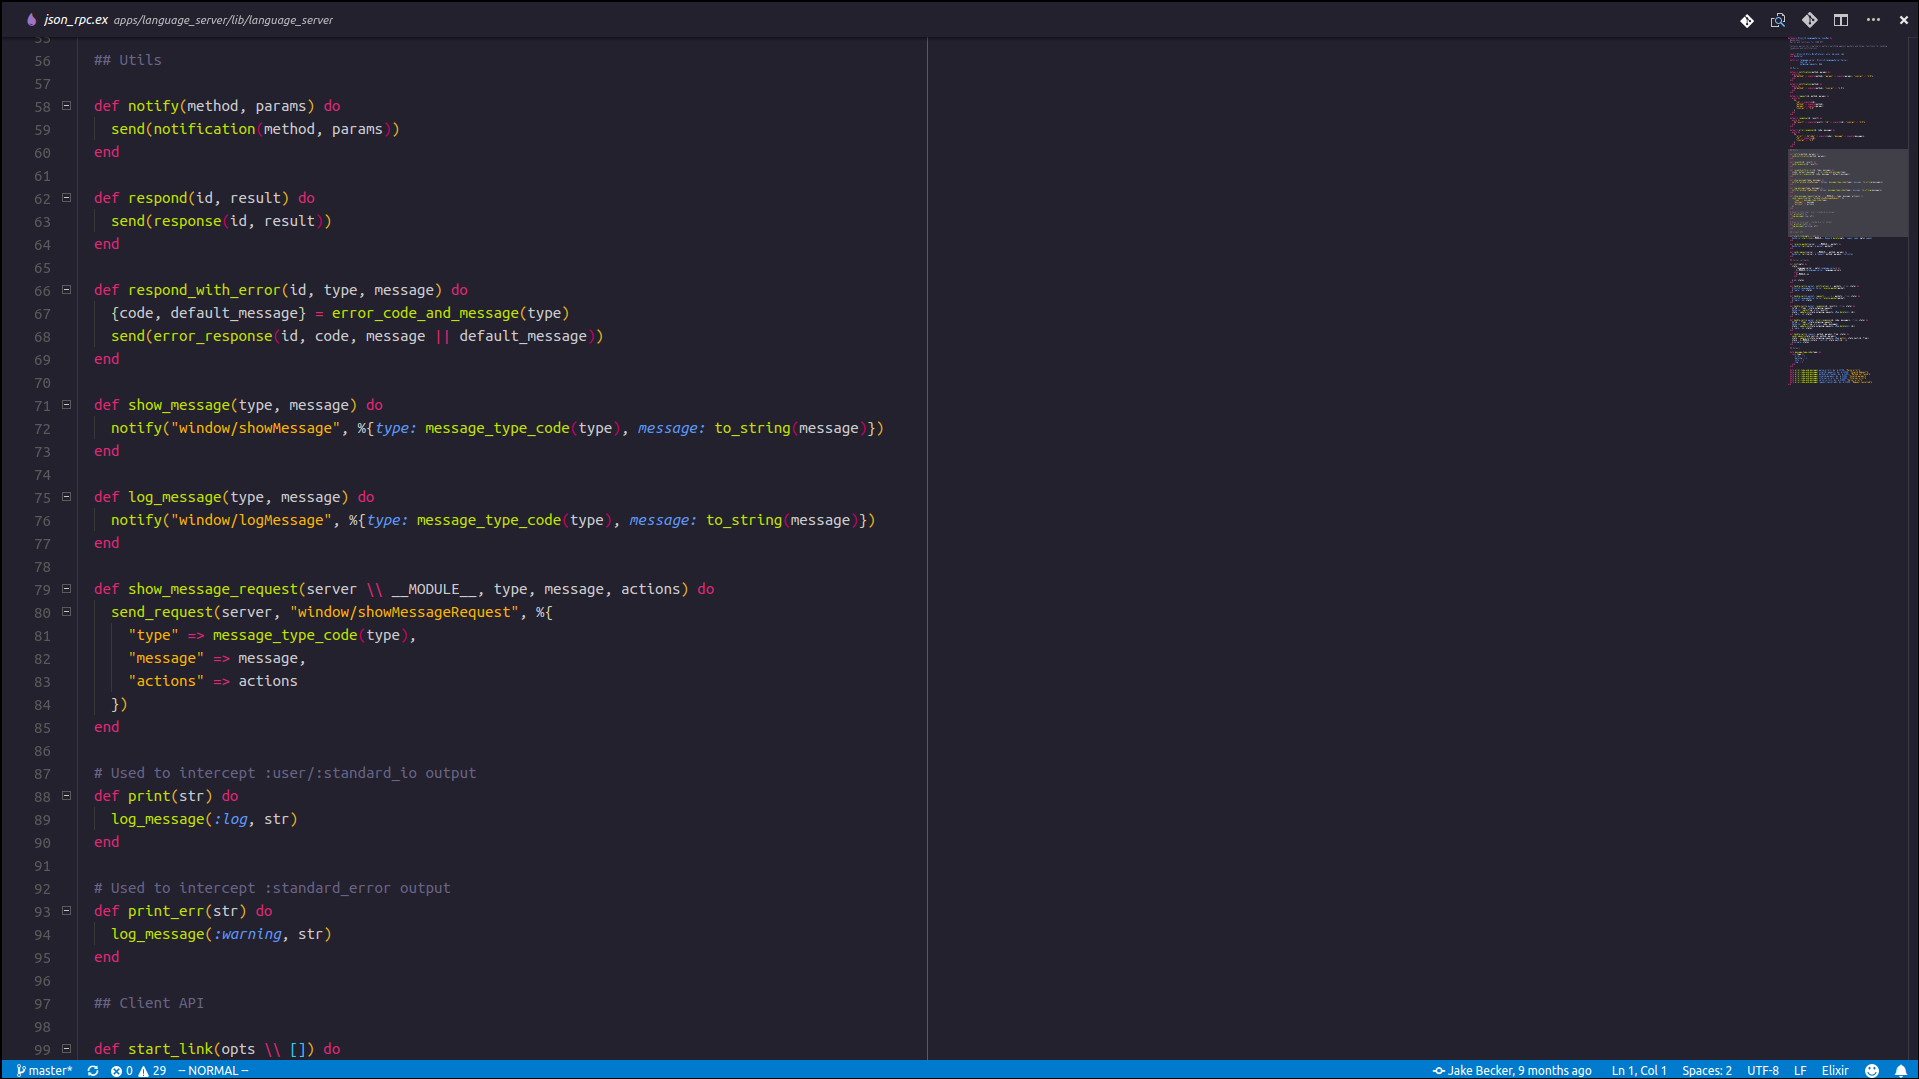 json_rpc.ex apps/language_server/lib/language_server
55
56 ## Utils
57
58 def notify(method, params) do
59 send(notification(method, params))
60 end
61
62 def respond(id, result) do
63 send(response(id, result))
64 end
65
66 def respond_with_error(id, type, message) do
67 {code, default_message} = error_code_and_message(type)
68 send(error_response(id, code, message || default_message))
69 end
70
71 def show_message(type, message) do
72 notify("window/showMessage", %{type: message_type_code(type), message: to_string(message)})
73 end
74
75 def log_message(type, message) do
76 notify("window/logMessage", %{type: message_type_code(type), message: to_string(message)})
77 end
78
79 def show_message_request(server \\ __MODULE__, type, message, actions) do
80 send_request(server, "window/showMessageRequest", %{
81 "type" => message_type_code(type),
82 "message" => message,
83 "actions" => actions
84 })
85 end
86
87 # Used to intercept :user/:standard_io output
88 def print(str) do
89 log_message(:log, str)
90 end
91
92 # Used to intercept :standard_error output
93 def print_err(str) do
94 log_message(:warning, str)
95 end
96
97 ## Client API
98
99 def start_link(opts \\ []) do
master* 0 29 -- NORMAL -- Jake Becker, 9 months ago Ln 1, Col 1 Spaces: 2 UTF-8 LF Elixir